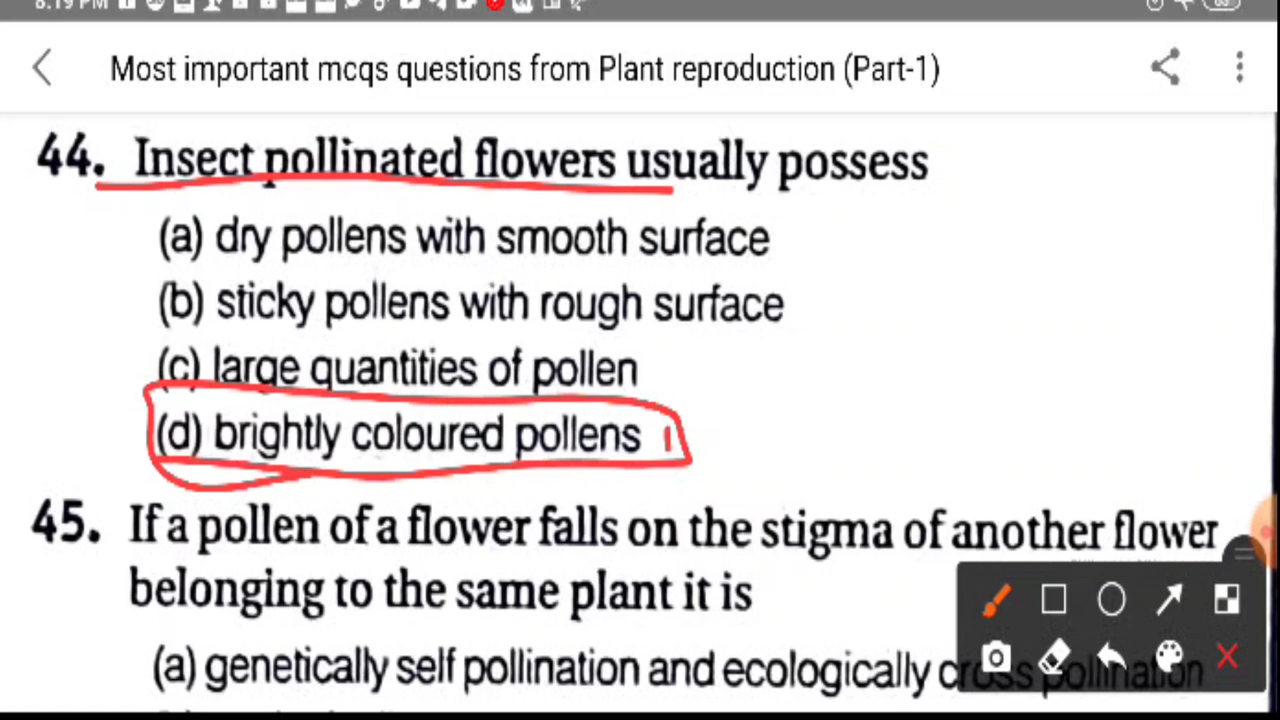 8:19 PM
Most important mcqs questions from Plant reproduction (Part-1)
44. Insect pollinated flowers usually possess
(a) dry pollens with smooth surface
(b) sticky pollens with rough surface
(c) large quantities of pollen
(d) brightly coloured pollens
45. If a pollen of a flower falls on the stigma of another flower
belonging to the same plant it is
(a) genetically self pollination and ecologically cross pollination